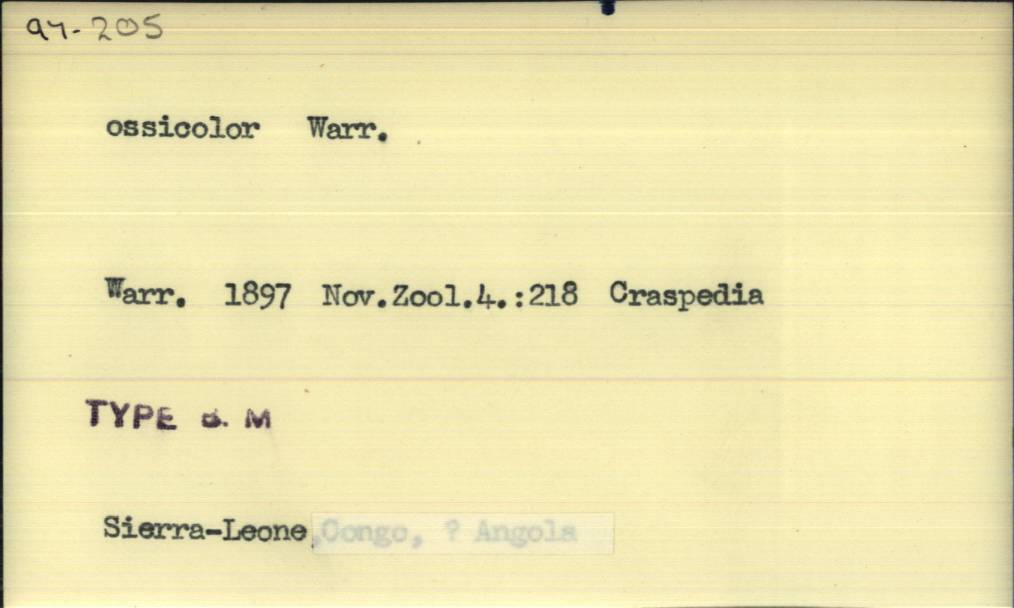 97-205
ossicolor Warr.
Warr. 1897 Nov.Zool.4.:218 Craspedia
TYPE B. M
Sierra-Leone,Congo, ? Angola